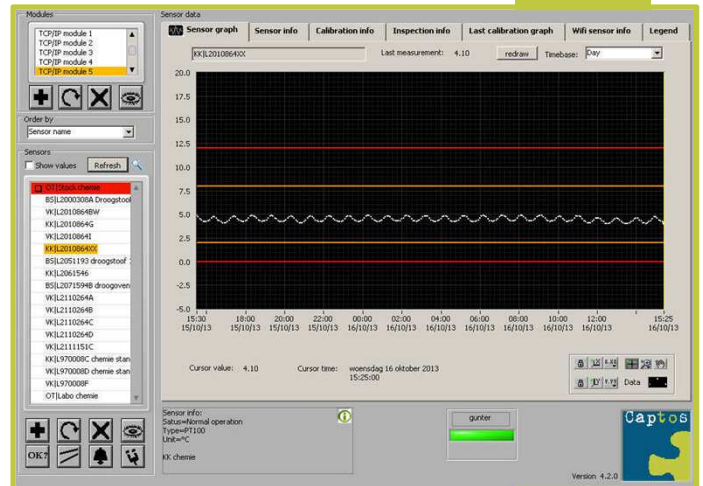 Modules
TCP/IP module 1
TCP/IP module 2
TCP/IP module 3
TCP/IP module 4
TCP/IP module 5
Order by
Sensor name
Sensors
Show values
Refresh
OT|Stock chemie
BS|L2000308A Droogstoof
VK|L2010864BW
KK|L2010864G
VK|L2010864I
KK|L2010864XX
BS|L2051193 droogstof
KK|L2061546
BS|L2071594B droogoven
VK|L2110264A
VK|L2110264B
VK|L2110264C
VK|L2110264D
VK|L2111151C
KK|L970008C chemie stan
KK|L970008D chemie stan
VK|L970008F
OT|Labo chemie
OK?
Sensor data
Sensor graph
Sensor info
Calibration info
Inspection info
Last calibration graph
Wifi sensor info
Legend
KK|L2010864XX
Last measurement: 4.10
redraw
Timebase: Day
20.0
17.5
15.0
12.5
10.0
7.5
5.0
2.5
0.0
-2.5
-5.0
15:30 18:00 20:00 22:00 00:00 02:00 04:00 06:00 08:00 10:00 12:00 15:25
15/10/13 15/10/13 15/10/13 15/10/13 16/10/13 16/10/13 16/10/13 16/10/13 16/10/13 16/10/13 16/10/13 16/10/13
Cursor value: 4.10
Cursor time: woensdag 16 oktober 2013
15:25:00
Data
Sensor info:
Satus=Normal operation
Type=PT100
Unit=°C
KK chemie
gunter
Captos
Version 4.2.0